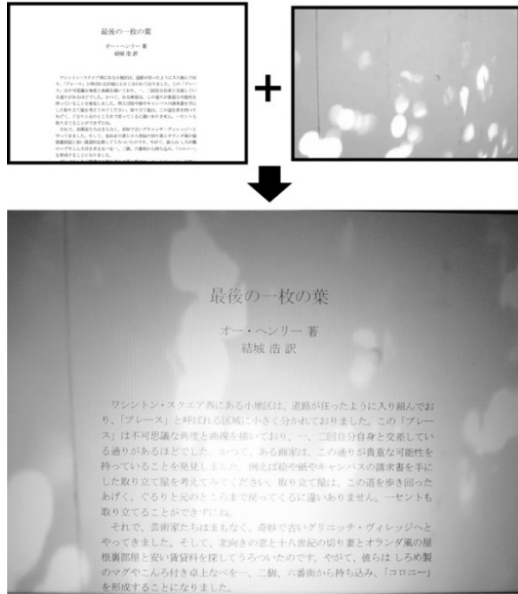 最後の一枚の葉
オー・ヘンリー 著
結城 浩 訳
+
最後の一枚の葉
オー・ヘンリー 著
結城 浩 訳
ワシントン・スクエア西にある小地区は、道路が狂ったように入り組んでお
り、「プレース」と呼ばれる区域に小さく分かれておりました。この「プレー
ス」は不可思議な角度と曲線を描いており、一、二回自分自身と交差してい
る通りがあるほどでした。かつて、ある画家は、この通りが貴重な可能性を
持っていることを発見しました。例えば絵や紙やキャンバスの請求書を手に
した取り立て屋を考えてみてください。取り立て屋は、この道を歩き回った
あげく、ぐるりと元のところまで戻ってくるに違いありません。一セントも
取り立てることができずにね。
それで、芸術家たちはまもなく、奇妙で古いグリニッチ・ヴィレッジへと
やってきました。そして、北向きの窓と十八世紀の切り妻とオランダ風の屋
根裏部屋と安い賃貸料を探してうろついたのです。やがて、彼らは しろめ製
のマグやこんろ付き卓上なべを一、二個、六番街から持ち込み、「コロニー」
を形成することになりました。